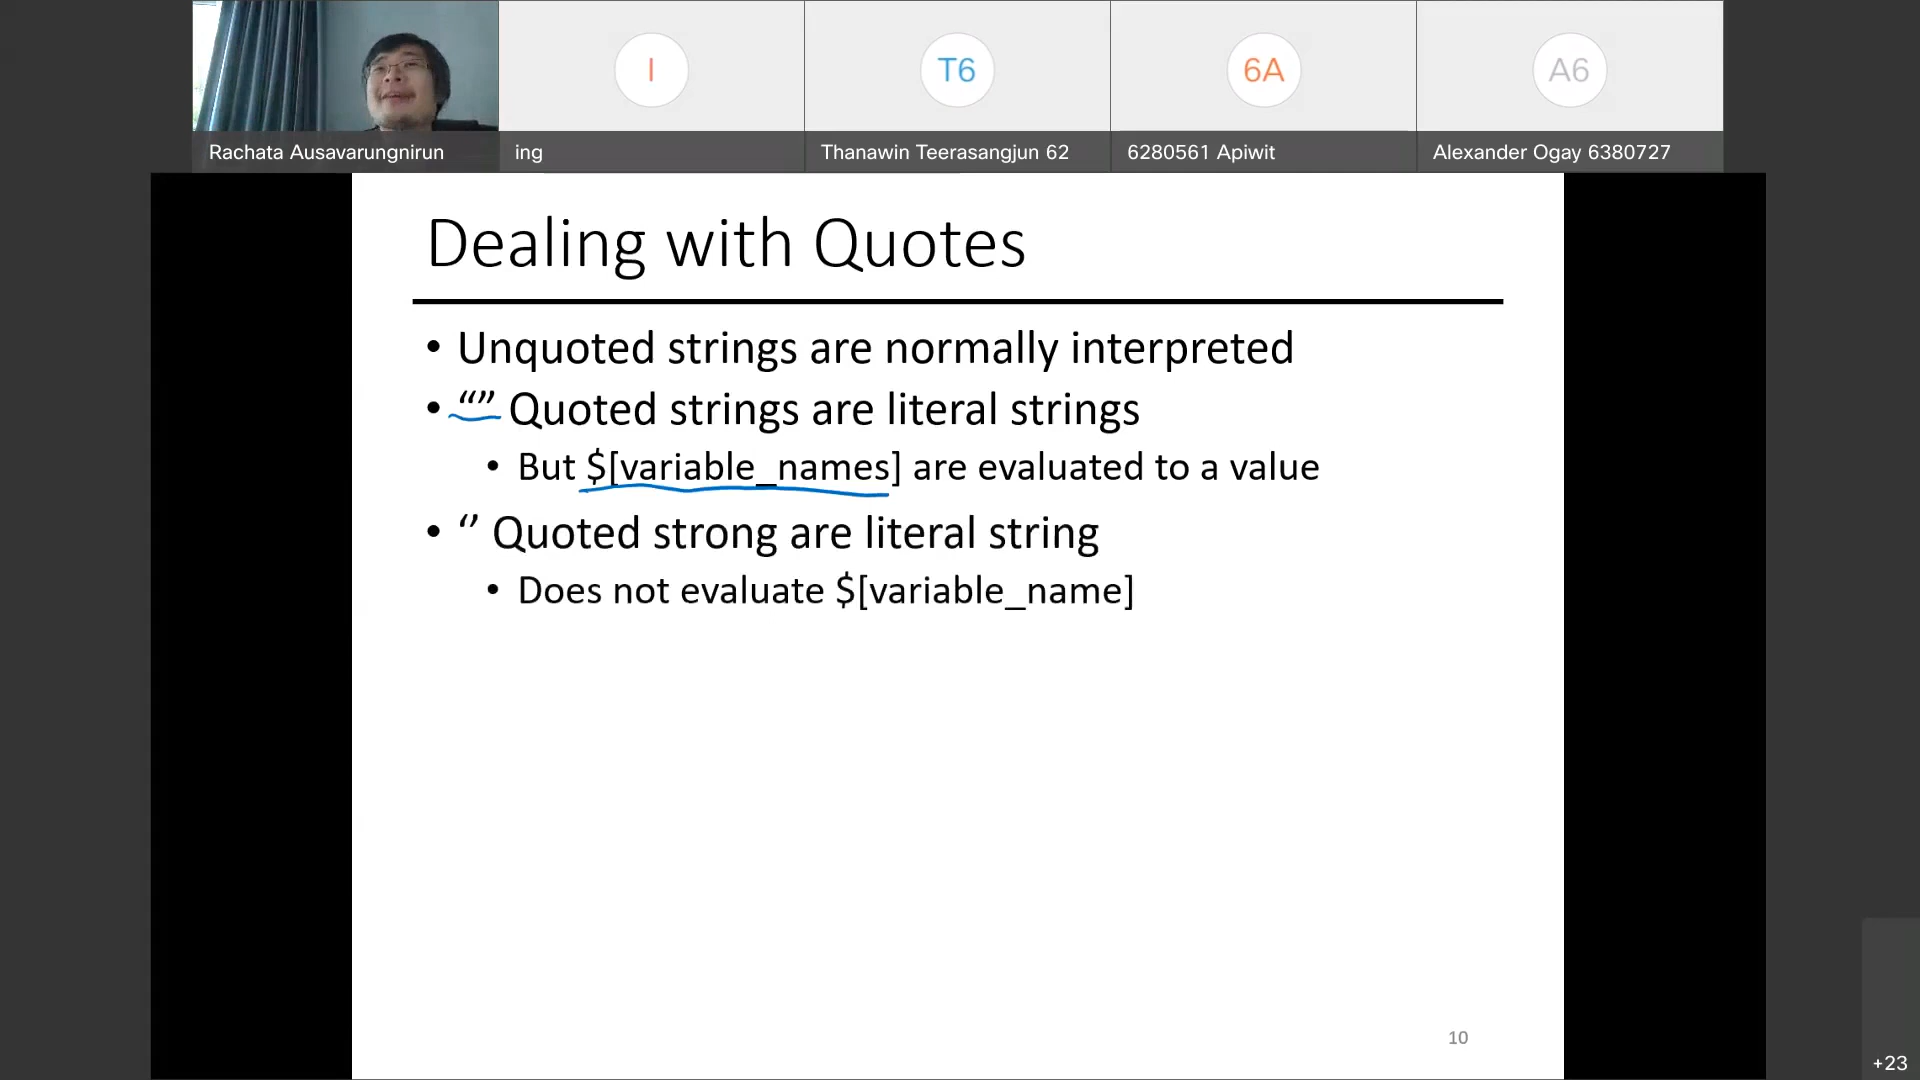 I
T6
6A
A6
Rachata Ausavarungnirun
ing
Thanawin Teerasangjun 62
6280561 Apiwit
Alexander Ogay 6380727
Dealing with Quotes
• Unquoted strings are normally interpreted
• “” Quoted strings are literal strings
• But $[variable_names] are evaluated to a value
• ‘’ Quoted strong are literal string
• Does not evaluate $[variable_name]
10
+23